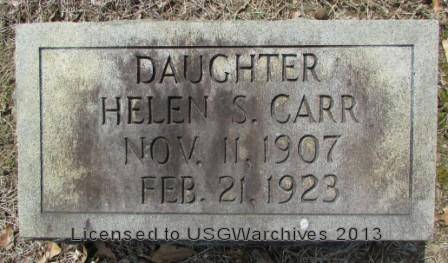 DAUGHTER
HELEN S. CARR
NOV. 11, 1907
FEB. 21, 1923
Licensed to USGWarchives 2013